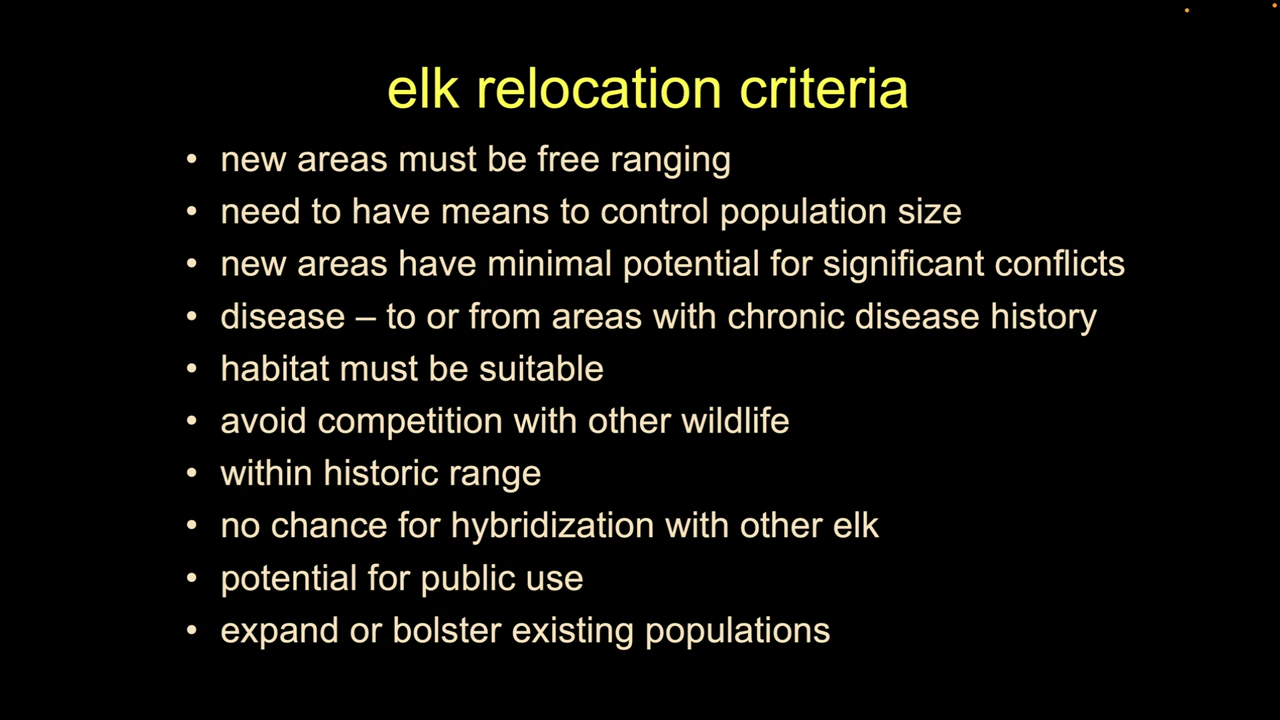 elk relocation criteria
• new areas must be free ranging
• need to have means to control population size
• new areas have minimal potential for significant conflicts
• disease – to or from areas with chronic disease history
• habitat must be suitable
• avoid competition with other wildlife
• within historic range
• no chance for hybridization with other elk
• potential for public use
• expand or bolster existing populations